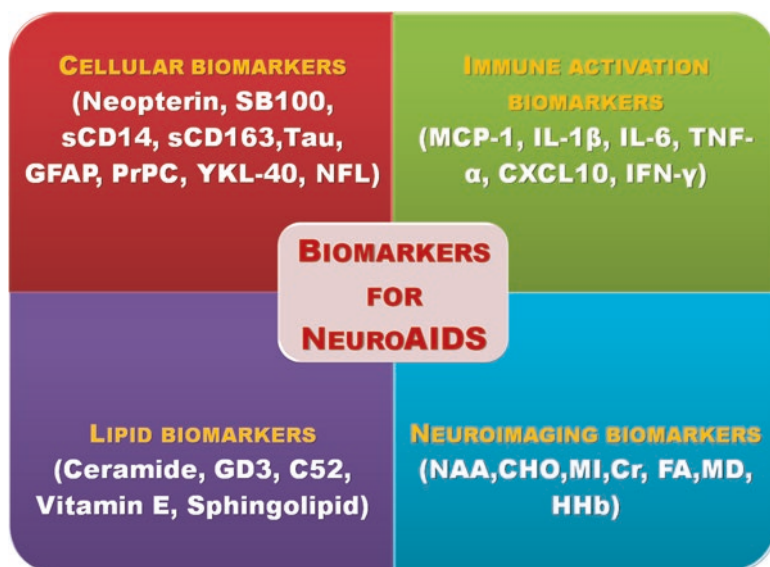 CELLULAR BIOMARKERS
(Neopterin, SB100,
sCD14, sCD163,Tau,
GFAP, PrPC, YKL-40, NFL)
IMMUNE ACTIVATION
BIOMARKERS
(MCP-1, IL-1β, IL-6, TNF-
α, CXCL10, IFN-γ)
BIOMARKERS
FOR
NEUROAIDS
LIPID BIOMARKERS
(Ceramide, GD3, C52,
Vitamin E, Sphingolipid)
NEUROIMAGING BIOMARKERS
(NAA,CHO,MI,Cr, FA,MD,
HHb)